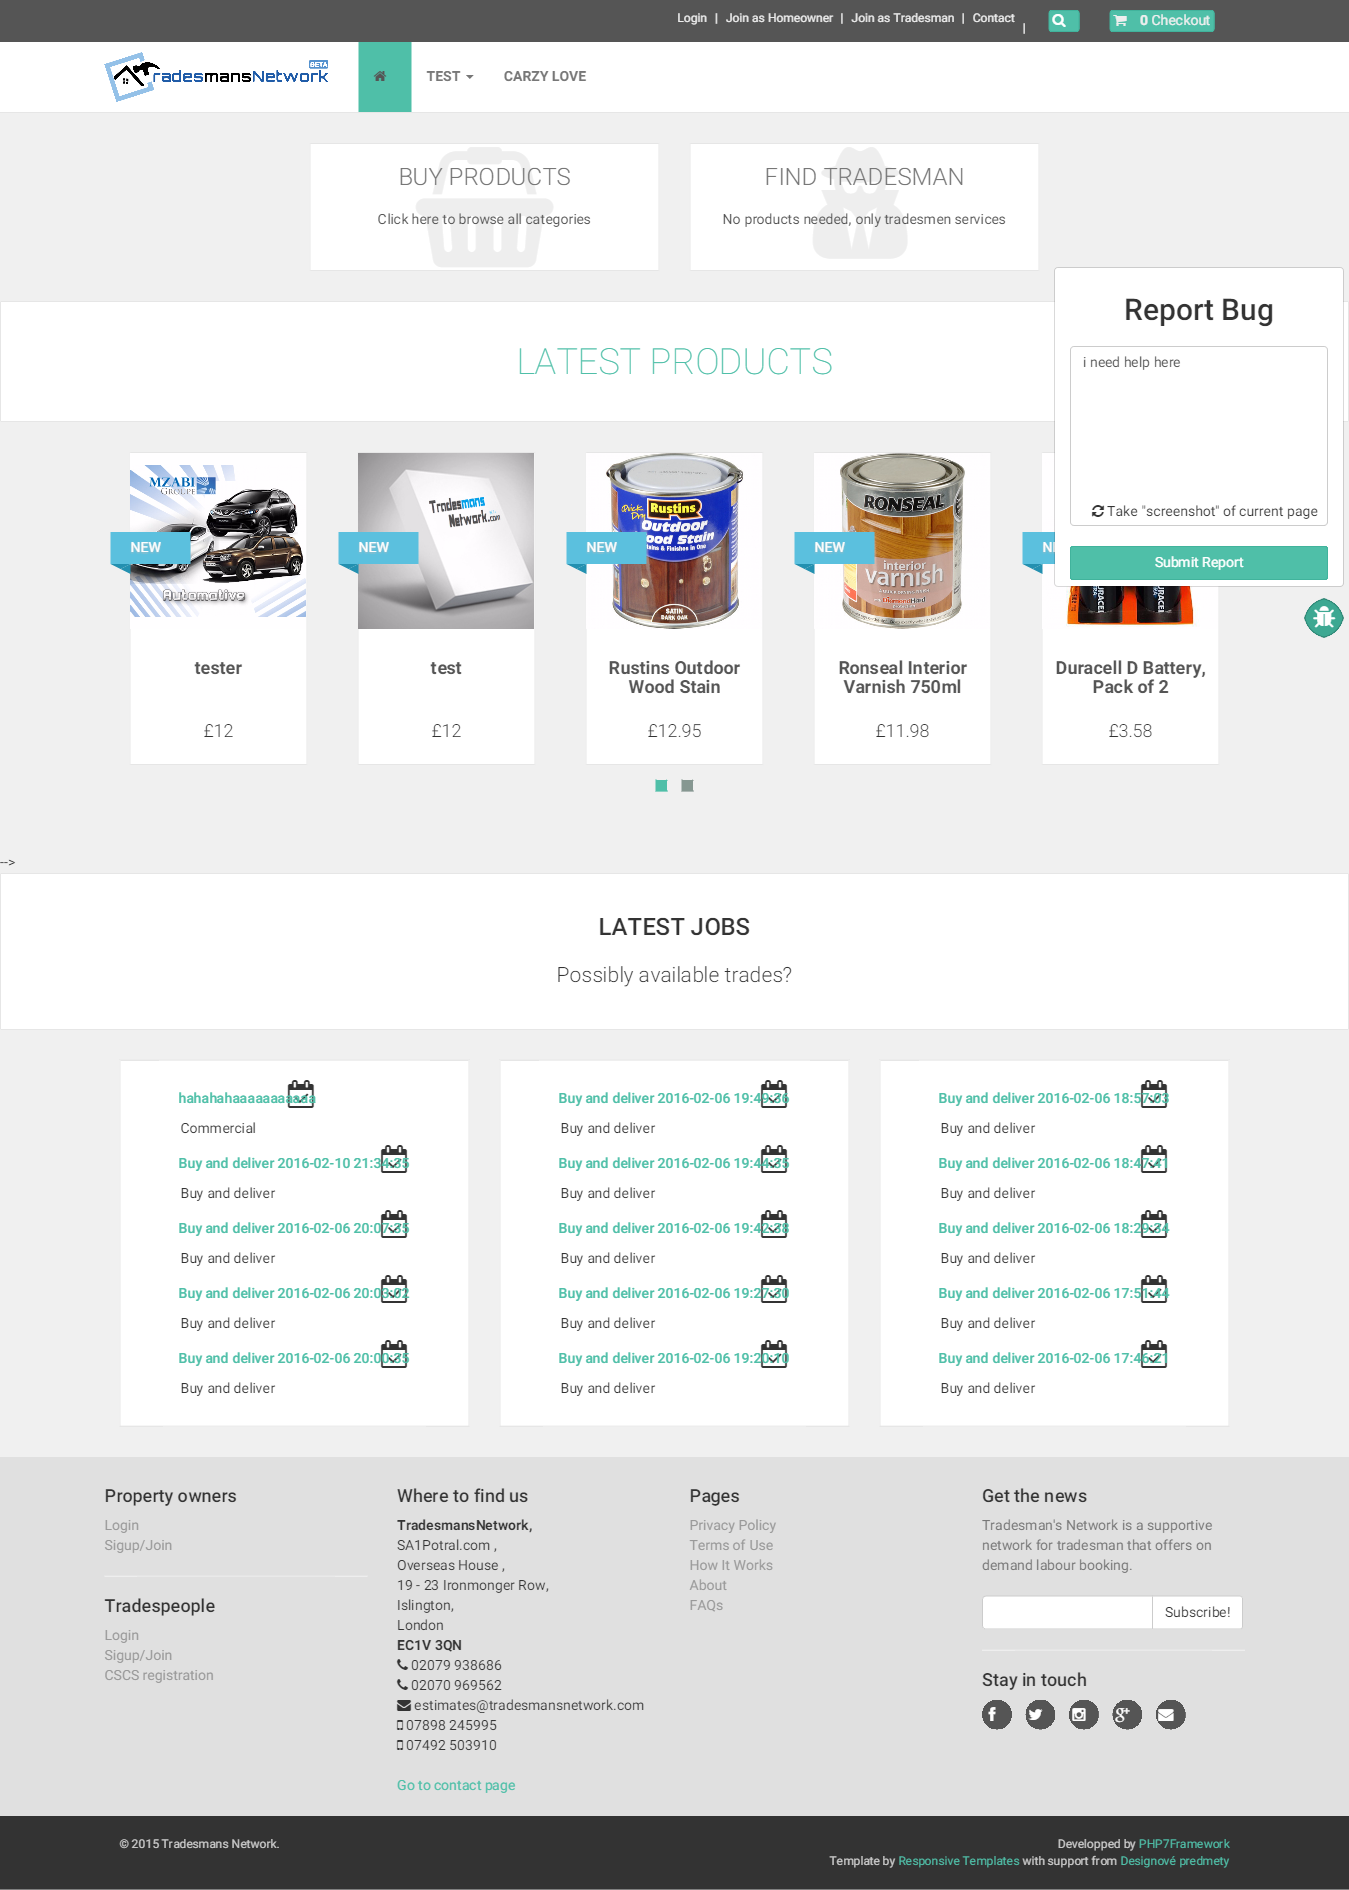 Login | Join as Homeowner | Join as Tradesman | Contact |
0 Checkout
TradesmansNetwork BETA
TEST
CARZY LOVE
BUY PRODUCTS
Click here to browse all categories
FIND TRADESMAN
No products needed, only tradesmen services
Report Bug
i need help here
Take "screenshot" of current page
Submit Report
LATEST PRODUCTS
MZABI
GROUPE
Automotive
NEW
tester
£12
Tradesmans
Network.com
NEW
test
£12
Quick Dry
Rustins
Outdoor
ood Stain
SATIN
DARK OAK
NEW
Rustins Outdoor
Wood Stain
£12.95
RONSEAL
interior
varnish
DiamondHard
NEW
Ronseal Interior
Varnish 750ml
£11.98
DURACEL
DURACEL
Duracell D Battery,
Pack of 2
£3.58
-->
LATEST JOBS
Possibly available trades?
hahahahaaaaaaaaaaa
Commercial
Buy and deliver 2016-02-10 21:34:35
Buy and deliver
Buy and deliver 2016-02-06 20:07:35
Buy and deliver
Buy and deliver 2016-02-06 20:03:02
Buy and deliver
Buy and deliver 2016-02-06 20:00:35
Buy and deliver
Buy and deliver 2016-02-06 19:49:36
Buy and deliver
Buy and deliver 2016-02-06 19:44:35
Buy and deliver
Buy and deliver 2016-02-06 19:42:38
Buy and deliver
Buy and deliver 2016-02-06 19:27:30
Buy and deliver
Buy and deliver 2016-02-06 19:20:10
Buy and deliver
Buy and deliver 2016-02-06 18:57:03
Buy and deliver
Buy and deliver 2016-02-06 18:47:41
Buy and deliver
Buy and deliver 2016-02-06 18:29:34
Buy and deliver
Buy and deliver 2016-02-06 17:51:44
Buy and deliver
Buy and deliver 2016-02-06 17:46:21
Buy and deliver
Property owners
Login
Sigup/Join
Tradespeople
Login
Sigup/Join
CSCS registration
Where to find us
TradesmansNetwork,
SA1Potral.com ,
Overseas House ,
19 - 23 Ironmonger Row,
Islington,
London
EC1V 3QN
02079 938686
02070 969562
estimates@tradesmansnetwork.com
07898 245995
07492 503910
Go to contact page
Pages
Privacy Policy
Terms of Use
How It Works
About
FAQs
Get the news
Tradesman's Network is a supportive
network for tradesman that offers on
demand labour booking.
Subscribe!
Stay in touch
© 2015 Tradesmans Network.
Developped by PHP7Framework
Template by Responsive Templates with support from Designové predmety